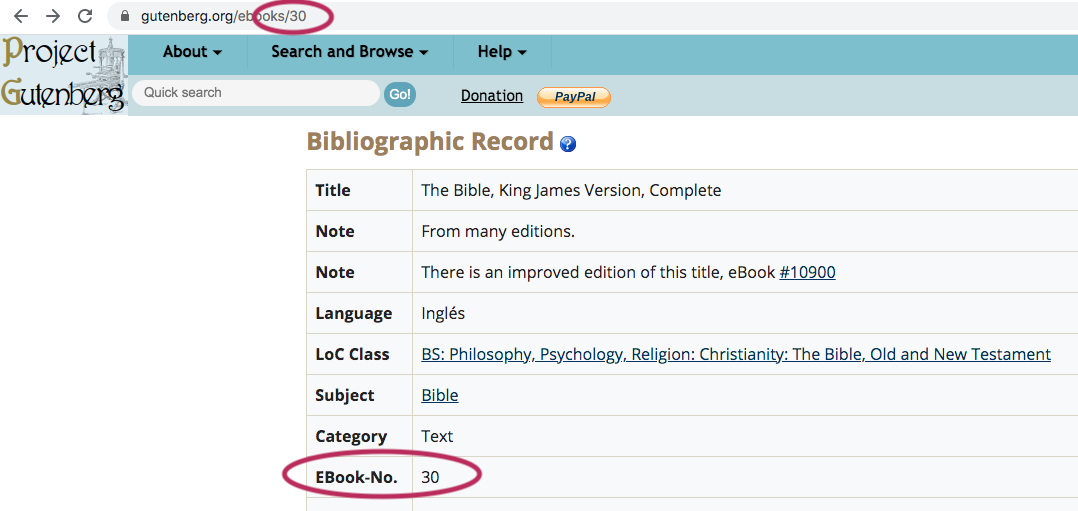 gutenberg.org/ebooks/30
Project Gutenberg
About Search and Browse Help
Quick search Go! Donation PayPal
Bibliographic Record ?
Title The Bible, King James Version, Complete
Note From many editions.
Note There is an improved edition of this title, eBook #10900
Language Inglés
LoC Class BS: Philosophy, Psychology, Religion: Christianity: The Bible, Old and New Testament
Subject Bible
Category Text
EBook-No. 30